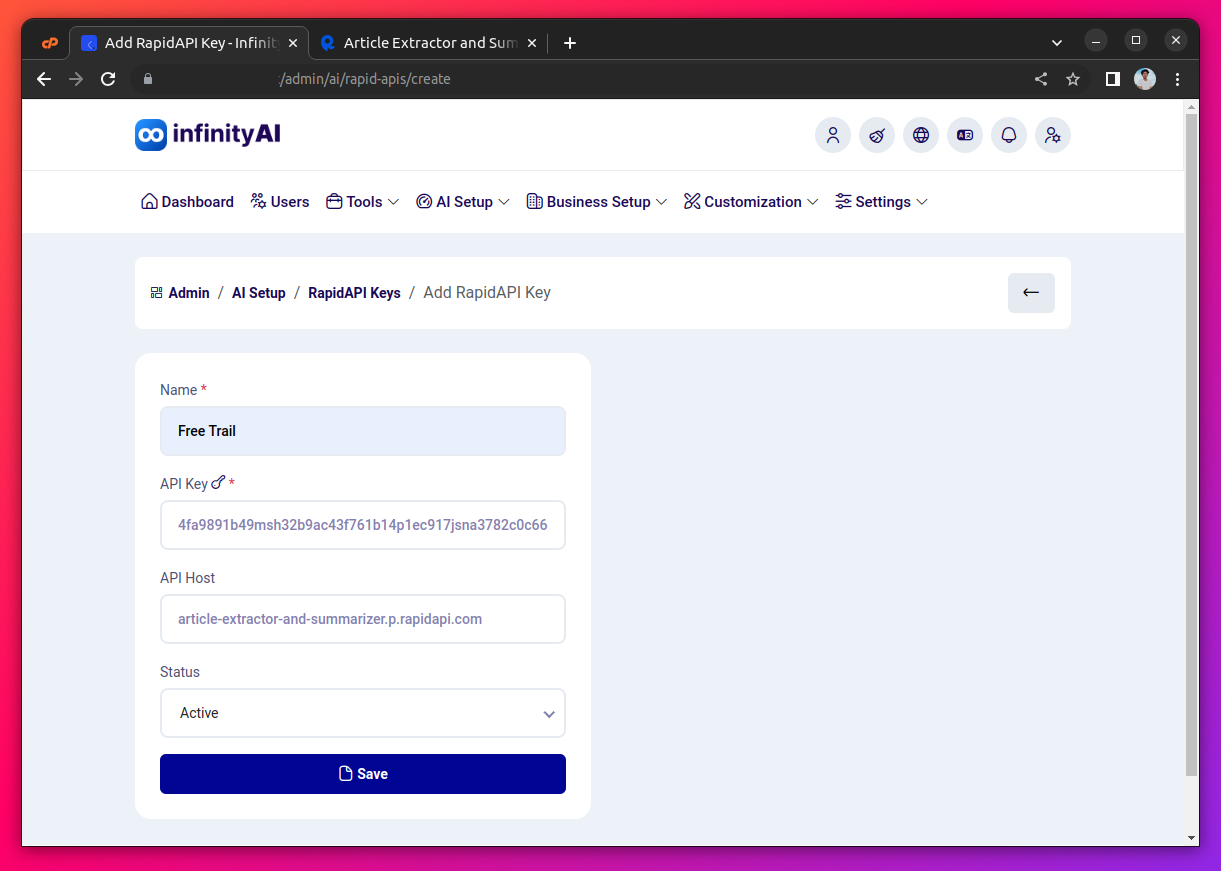 cP
Add RapidAPI Key - Infinit
Article Extractor and Sum
:/admin/ai/rapid-apis/create
infinityAI
Dashboard Users Tools AI Setup Business Setup Customization Settings
Admin / AI Setup / RapidAPI Keys / Add RapidAPI Key
Name *
Free Trail
API Key *
4fa9891b49msh32b9ac43f761b14p1ec917jsna3782c0c66
API Host
article-extractor-and-summarizer.p.rapidapi.com
Status
Active
Save